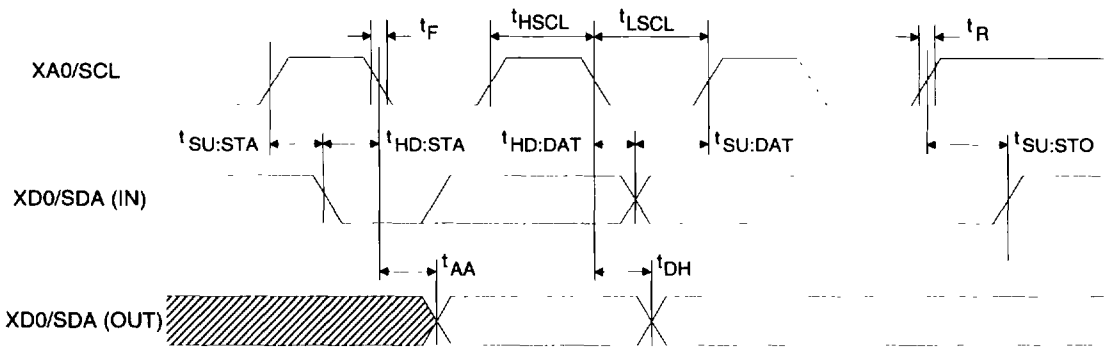 tF
tHSCL
tLSCL
tR
XA0/SCL
tSU:STA
tHD:STA
tHD:DAT
tSU:DAT
tSU:STO
XD0/SDA (IN)
tAA
tDH
XD0/SDA (OUT)